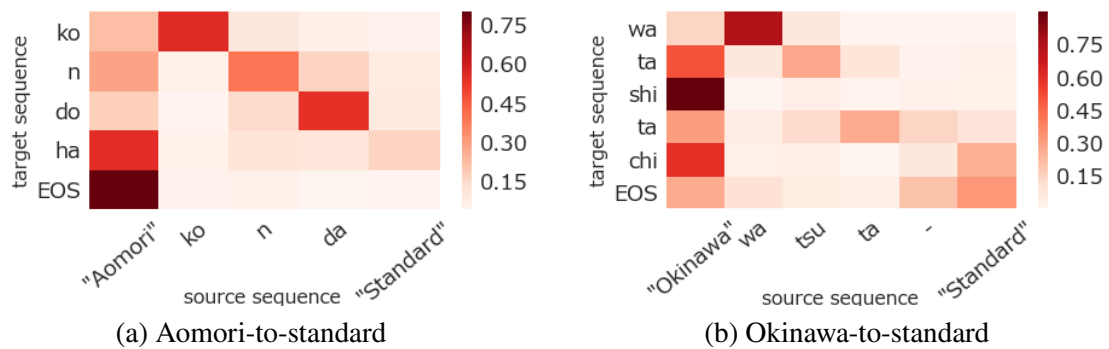 target sequence
ko
n
do
ha
EOS
"Aomori"
ko
n
da
"Standard"
source sequence
0.75
0.60
0.45
0.30
0.15
(a) Aomori-to-standard
target sequence
wa
ta
shi
ta
chi
EOS
"Okinawa"
wa
tsu
ta
-
"Standard"
source sequence
0.75
0.60
0.45
0.30
0.15
(b) Okinawa-to-standard